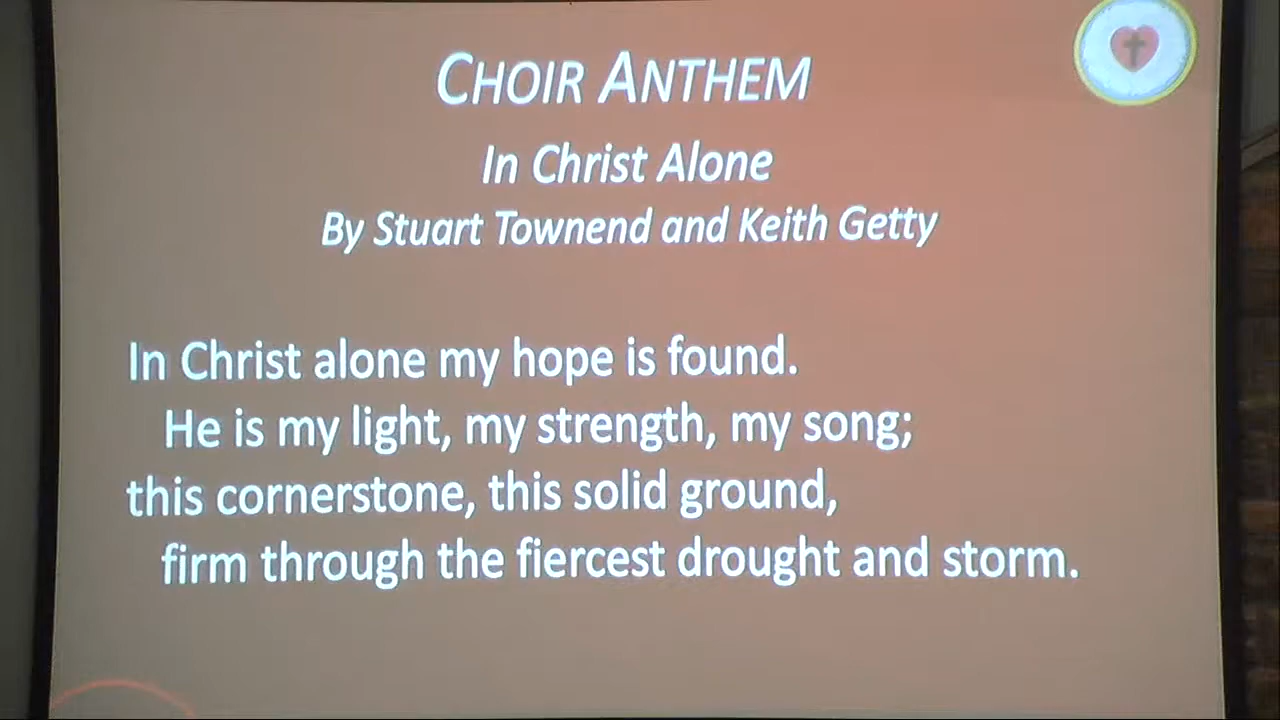 CHOIR ANTHEM
In Christ Alone
By Stuart Townend and Keith Getty
In Christ alone my hope is found.
He is my light, my strength, my song;
this cornerstone, this solid ground,
firm through the fiercest drought and storm.